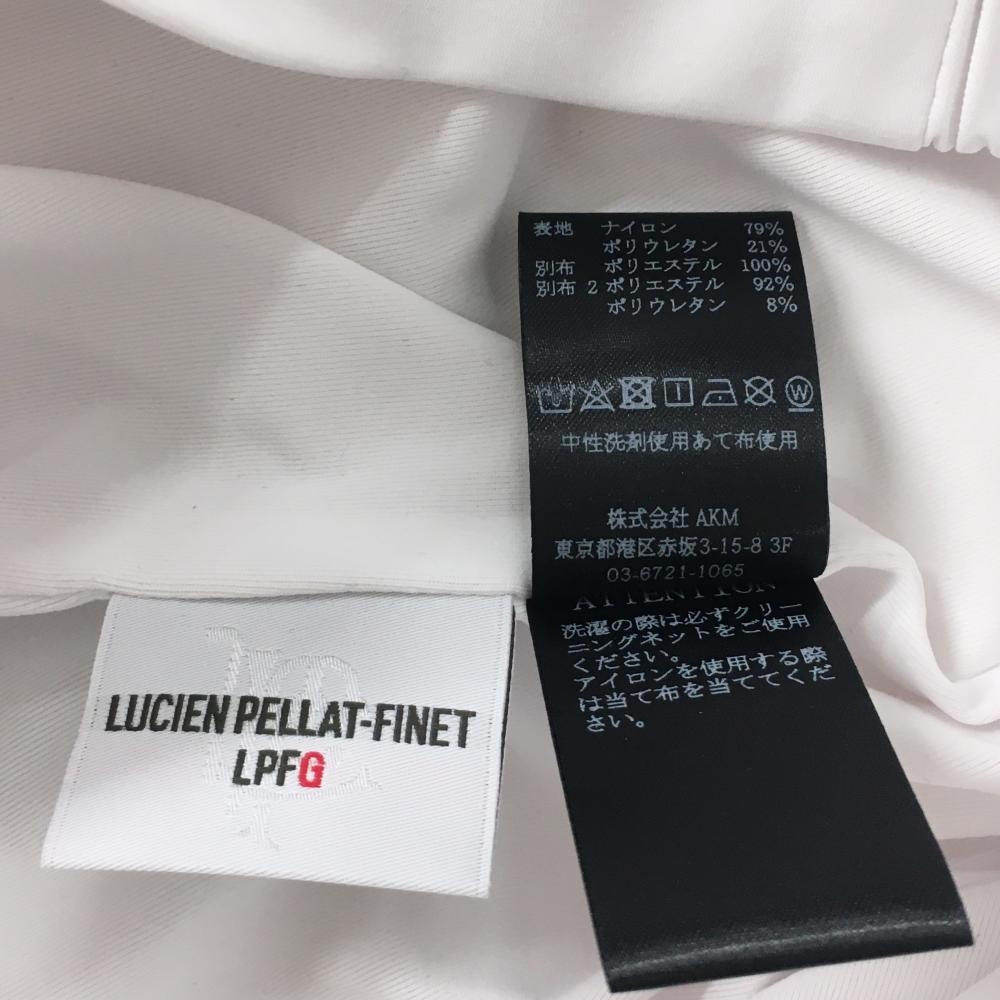 表地 ナイロン 79%
ポリウレタン 21%
別布 ポリエステル 100%
別布 2 ポリエステル 92%
ポリウレタン 8%
W
中性洗剤使用あて布使用
株式会社 AKM
東京都港区赤坂3-15-8 3F
03-6721-1065
ATTENTION
洗濯の際は必ずクリー
ニングネットをご使用
ください。
アイロンを使用する際
は当て布を当ててくだ
さい。
LUCIEN PELLAT-FINET
LPFG